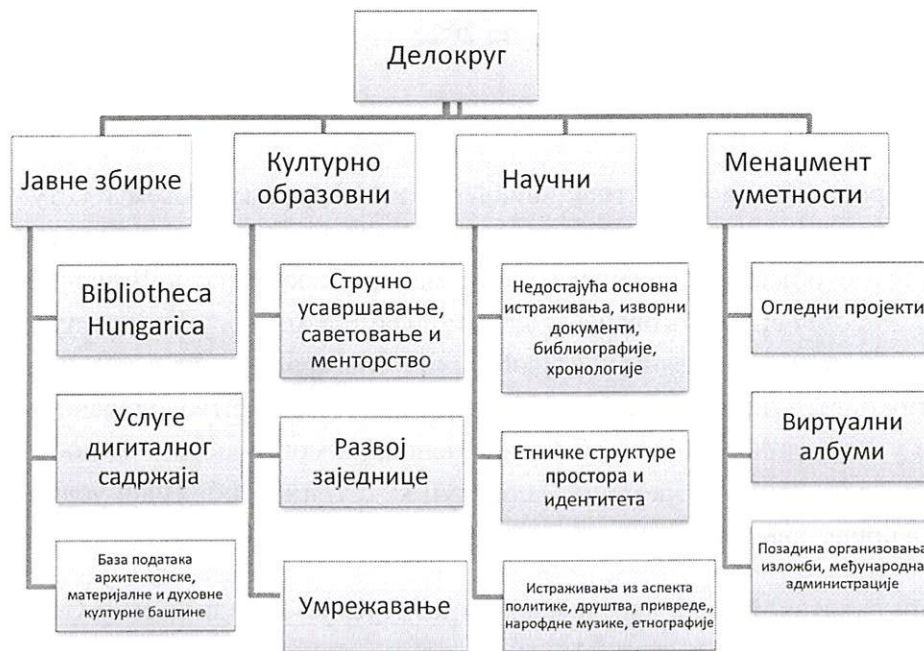 Делокруг
Јавне збирке
Културно
образовни
Научни
Менаџмент
уметности
Bibliotheca
Hungarica
Услуге
дигиталног
садржаја
База података
архитектонске,
материјалне и духовне
културне баштине
Стручно
усавршавање,
саветовање и
менторство
Развој
заједнице
Умрежавање
Недостајућа основна
истраживања, изворни
документи,
библиографије,
хронологије
Етничке структуре
простора и
идентитета
Истраживања из аспекта
политике, друштва, привреде,,
нарофдне музике, етнографије
Огледни пројекти
Виртуални
албуми
Позадина организовања
изложби, међународна
администрације